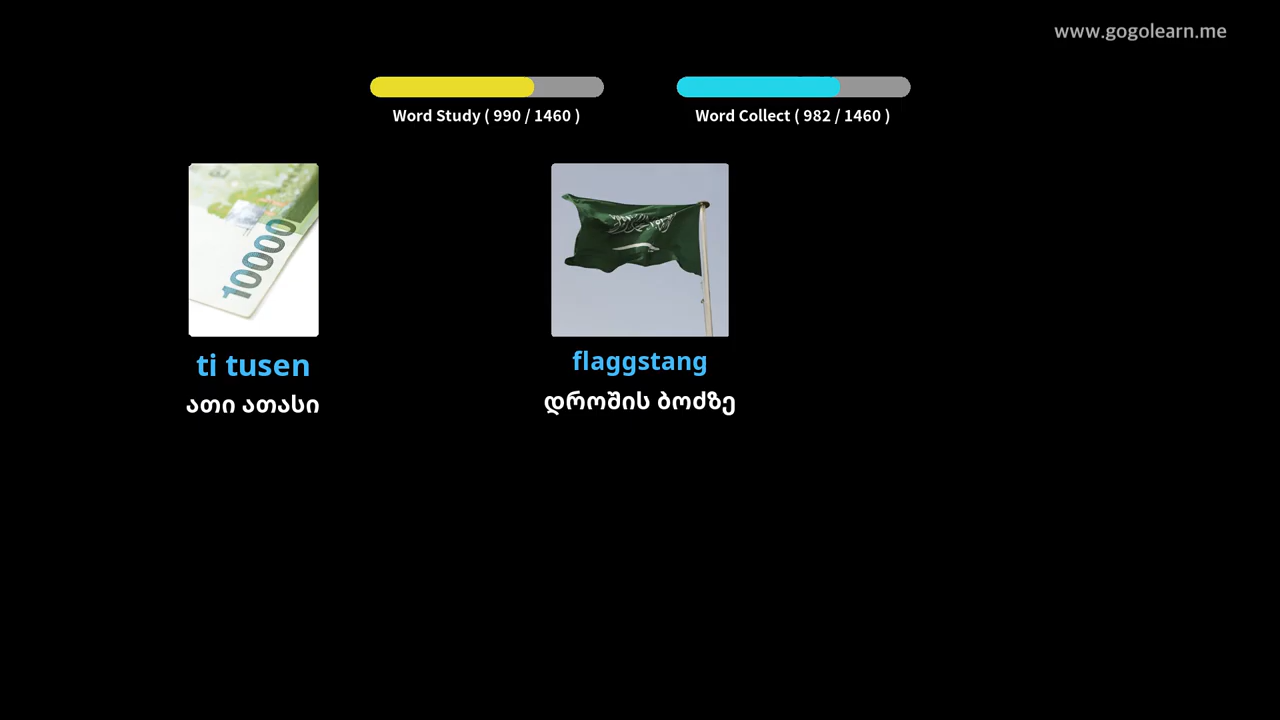 www.gogolearn.me
Word Study ( 990 / 1460 )
Word Collect ( 982 / 1460 )
10000
ti tusen
ათი ათასი
flaggstang
დროშის ბოძზე